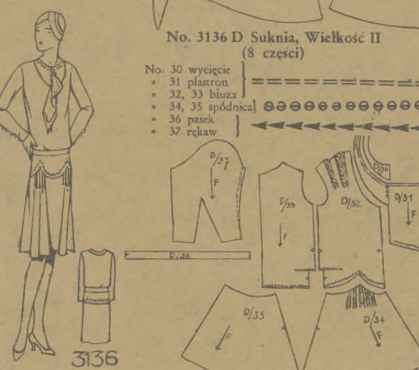 No. 3136 D Suknia, Wielkość II
(8 części)
No. 30 wycięcie
» 31 plastron
» 32, 33 bluza
» 34, 35 spódnica
» 36 pasek
» 37 rękaw
D/37
F
D/36
D/33
F
D/32
D/31
F
D/35
F
D/34
F
3136